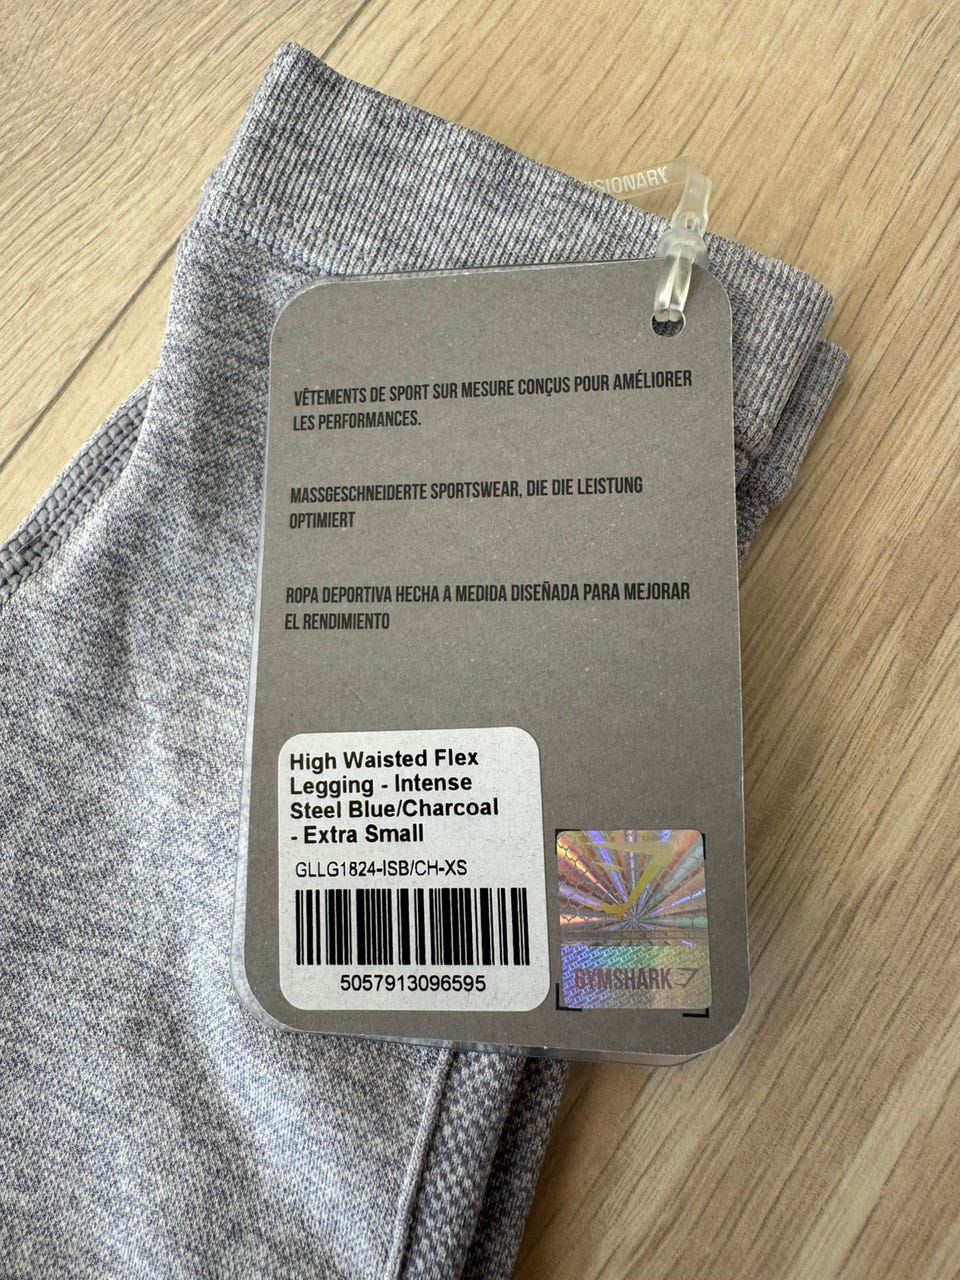 SIONARY
VÊTEMENTS DE SPORT SUR MESURE CONÇUS POUR AMÉLIORER
LES PERFORMANCES.
MASSGESCHNEIDERTE SPORTSWEAR, DIE DIE LEISTUNG
OPTIMIERT
ROPA DEPORTIVA HECHA A MEDIDA DISEÑADA PARA MEJORAR
EL RENDIMIENTO
High Waisted Flex
Legging - Intense
Steel Blue/Charcoal
- Extra Small
GLLG1824-ISB/CH-XS
5057913096595
GYMSHARK